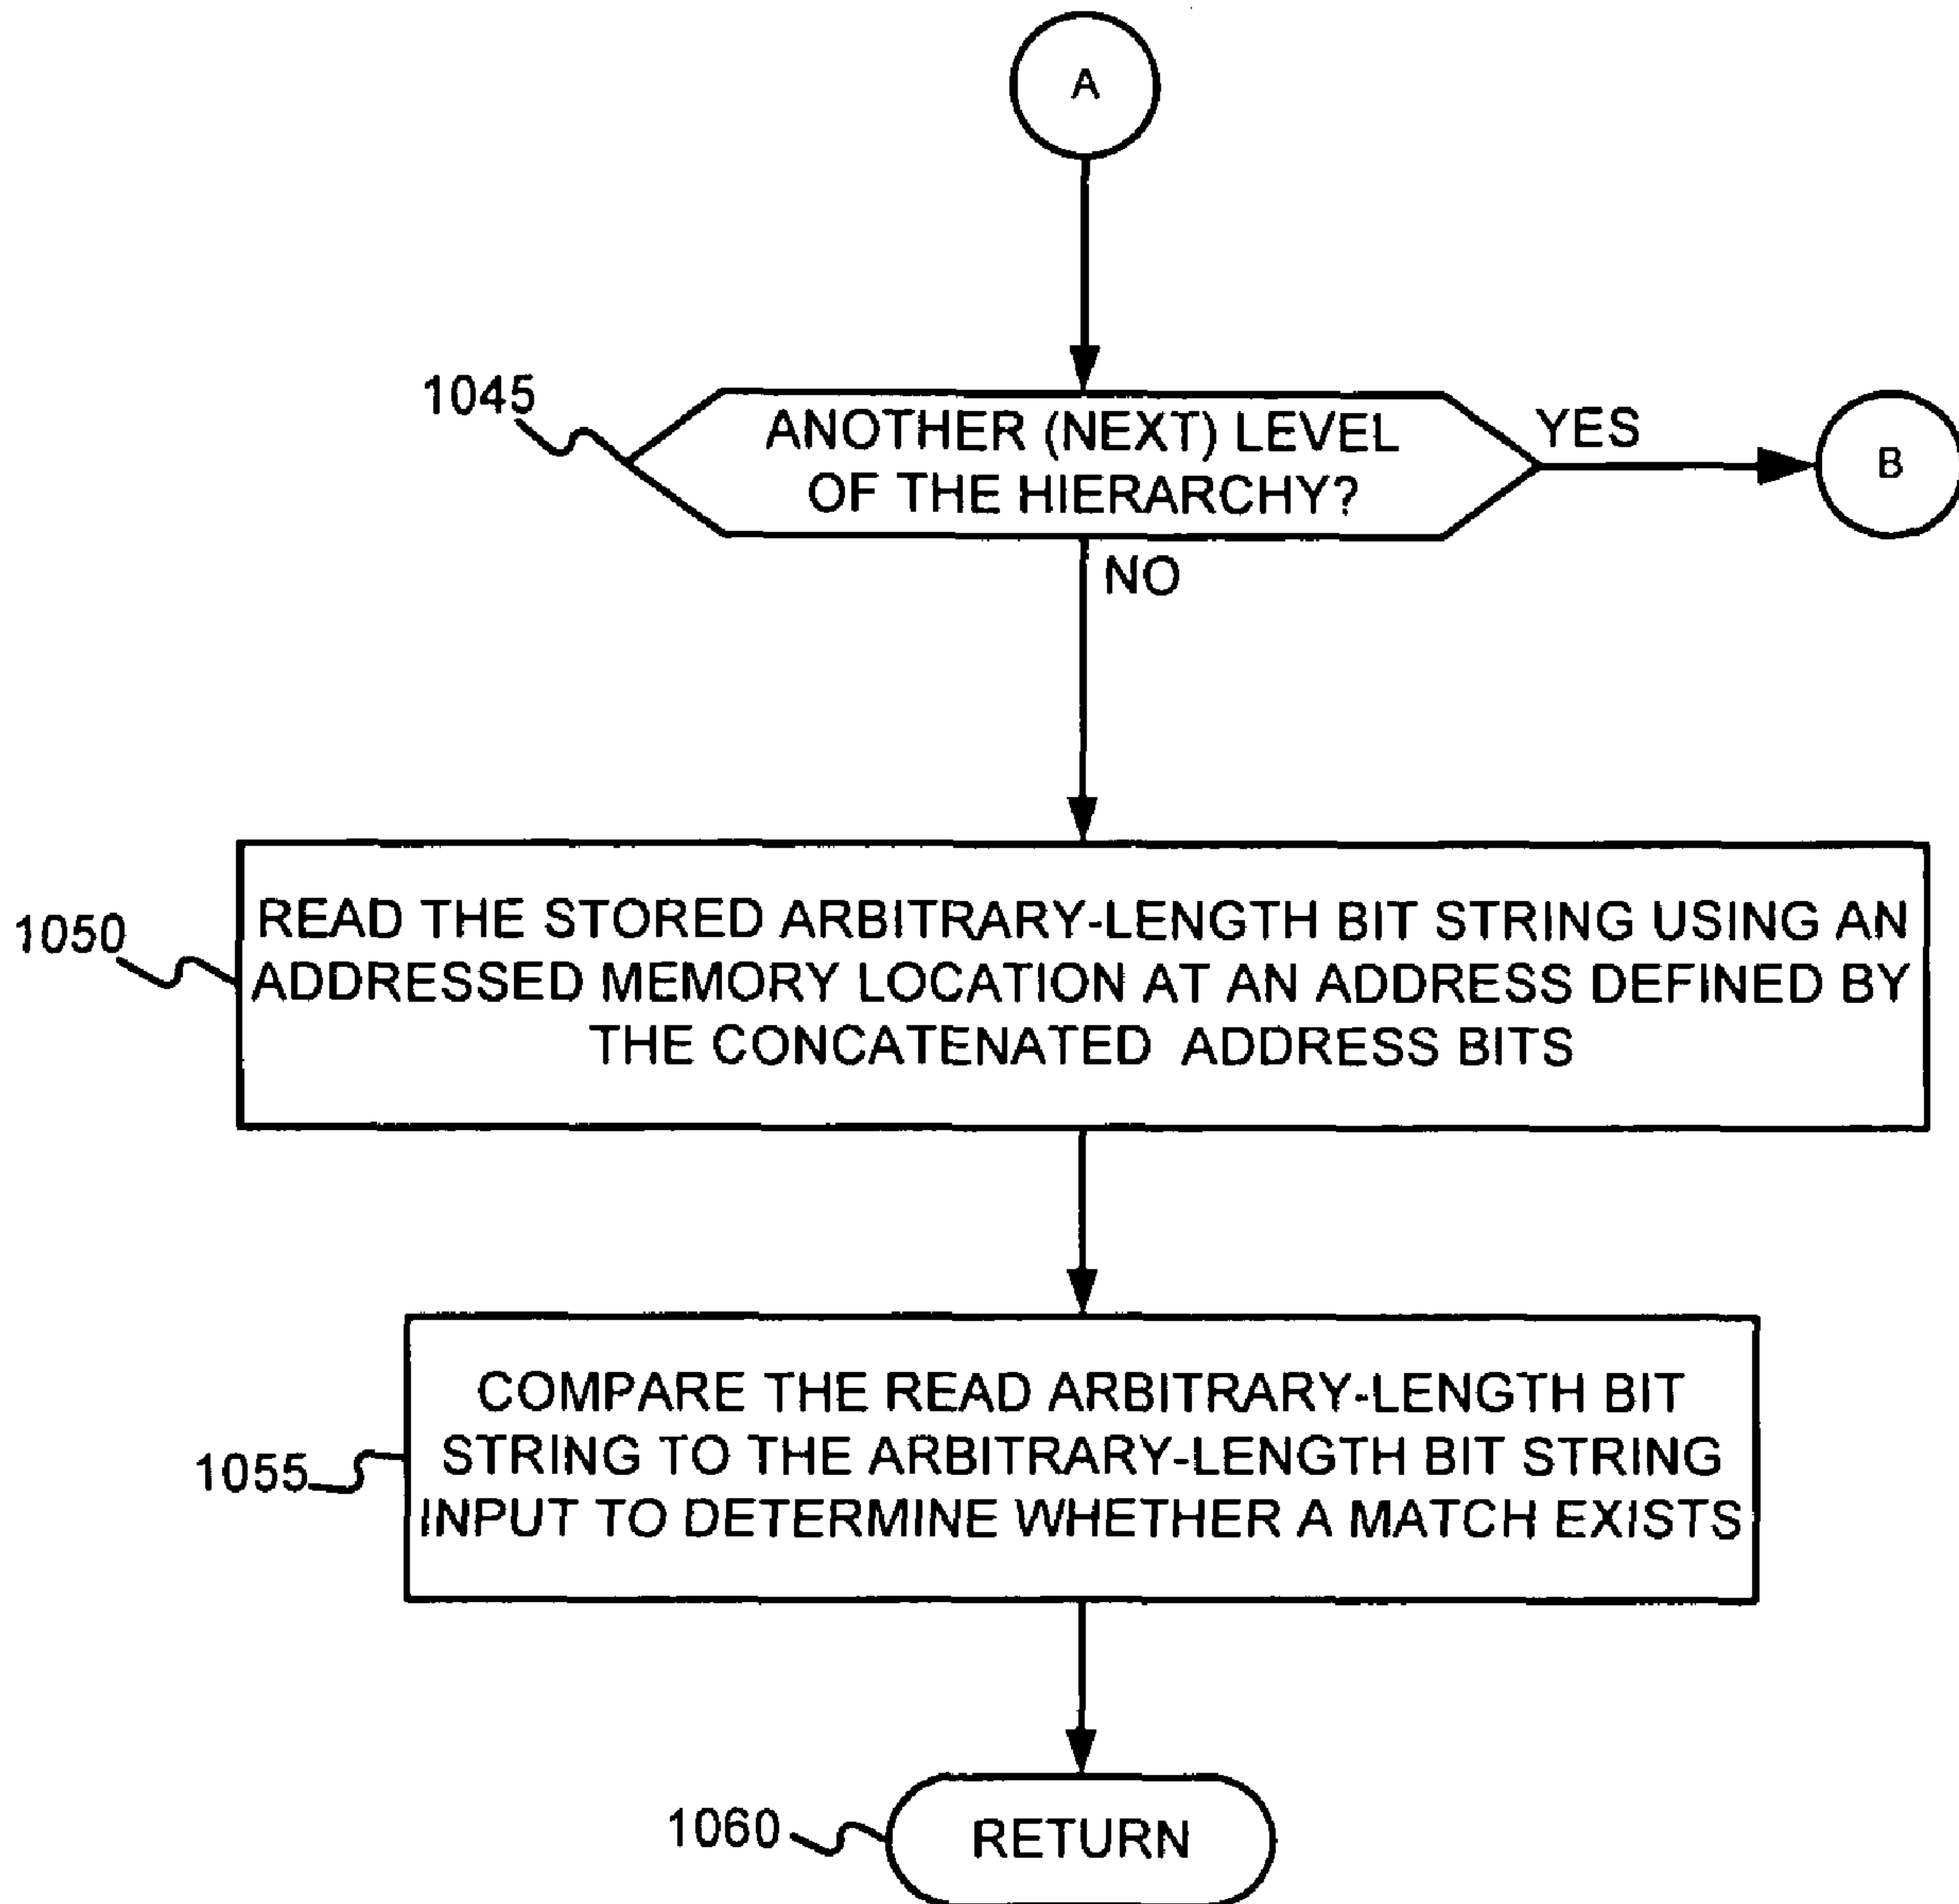 A
1045
ANOTHER (NEXT) LEVEL
OF THE HIERARCHY?
YES
B
NO
1050
READ THE STORED ARBITRARY-LENGTH BIT STRING USING AN
ADDRESSED MEMORY LOCATION AT AN ADDRESS DEFINED BY
THE CONCATENATED ADDRESS BITS
1055
COMPARE THE READ ARBITRARY-LENGTH BIT
STRING TO THE ARBITRARY-LENGTH BIT STRING
INPUT TO DETERMINE WHETHER A MATCH EXISTS
1060
RETURN